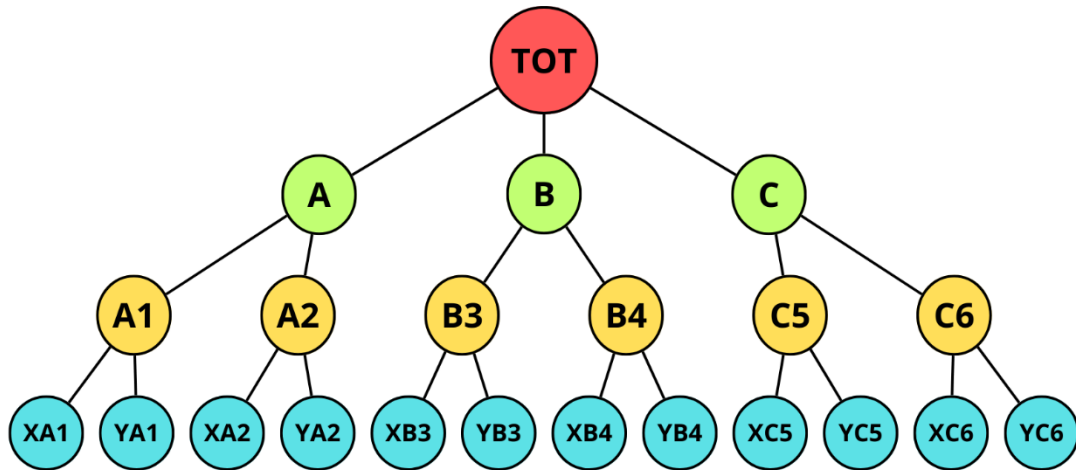 TOT
A B C
A1 A2 B3 B4 C5 C6
XA1 YA1 XA2 YA2 XB3 YB3 XB4 YB4 XC5 YC5 XC6 YC6